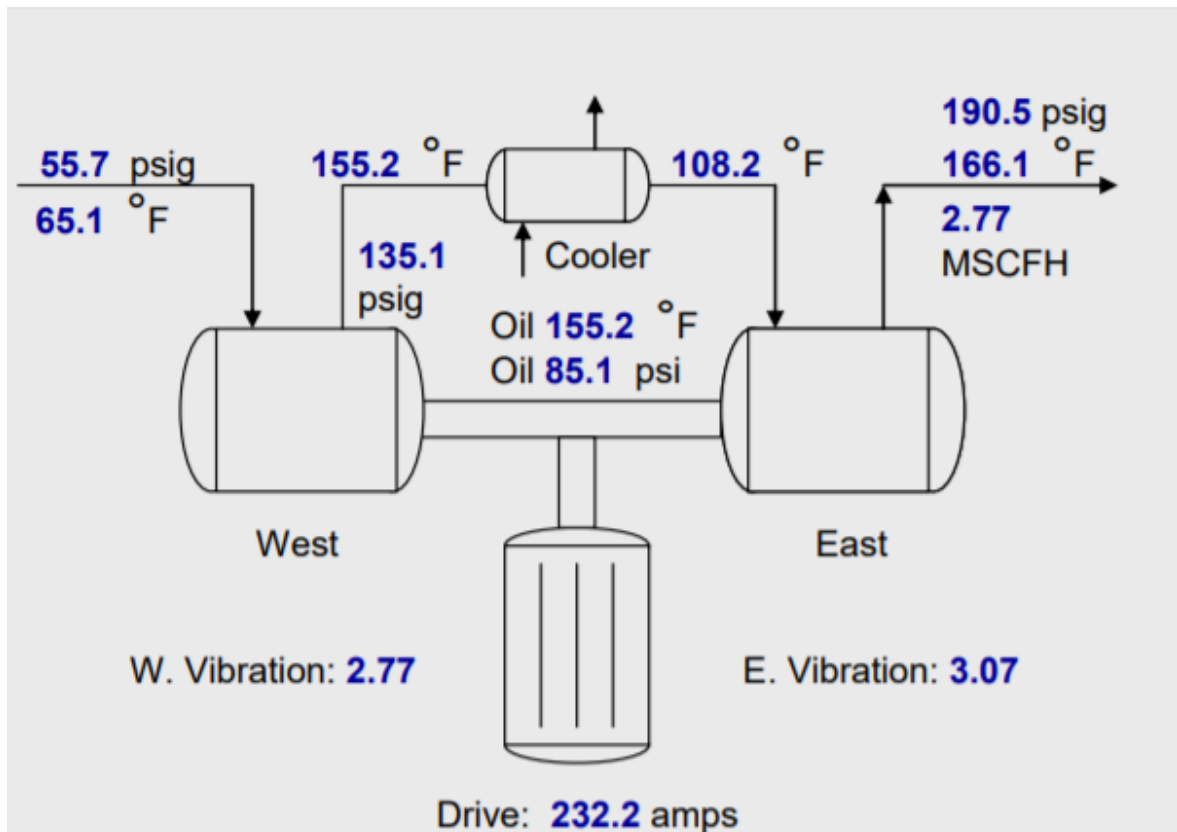 55.7 psig
65.1 °F
155.2 °F
135.1
psig
Cooler
108.2 °F
190.5 psig
166.1 °F
2.77
MSCFH
Oil 155.2 °F
Oil 85.1 psi
West
East
W. Vibration: 2.77
E. Vibration: 3.07
Drive: 232.2 amps